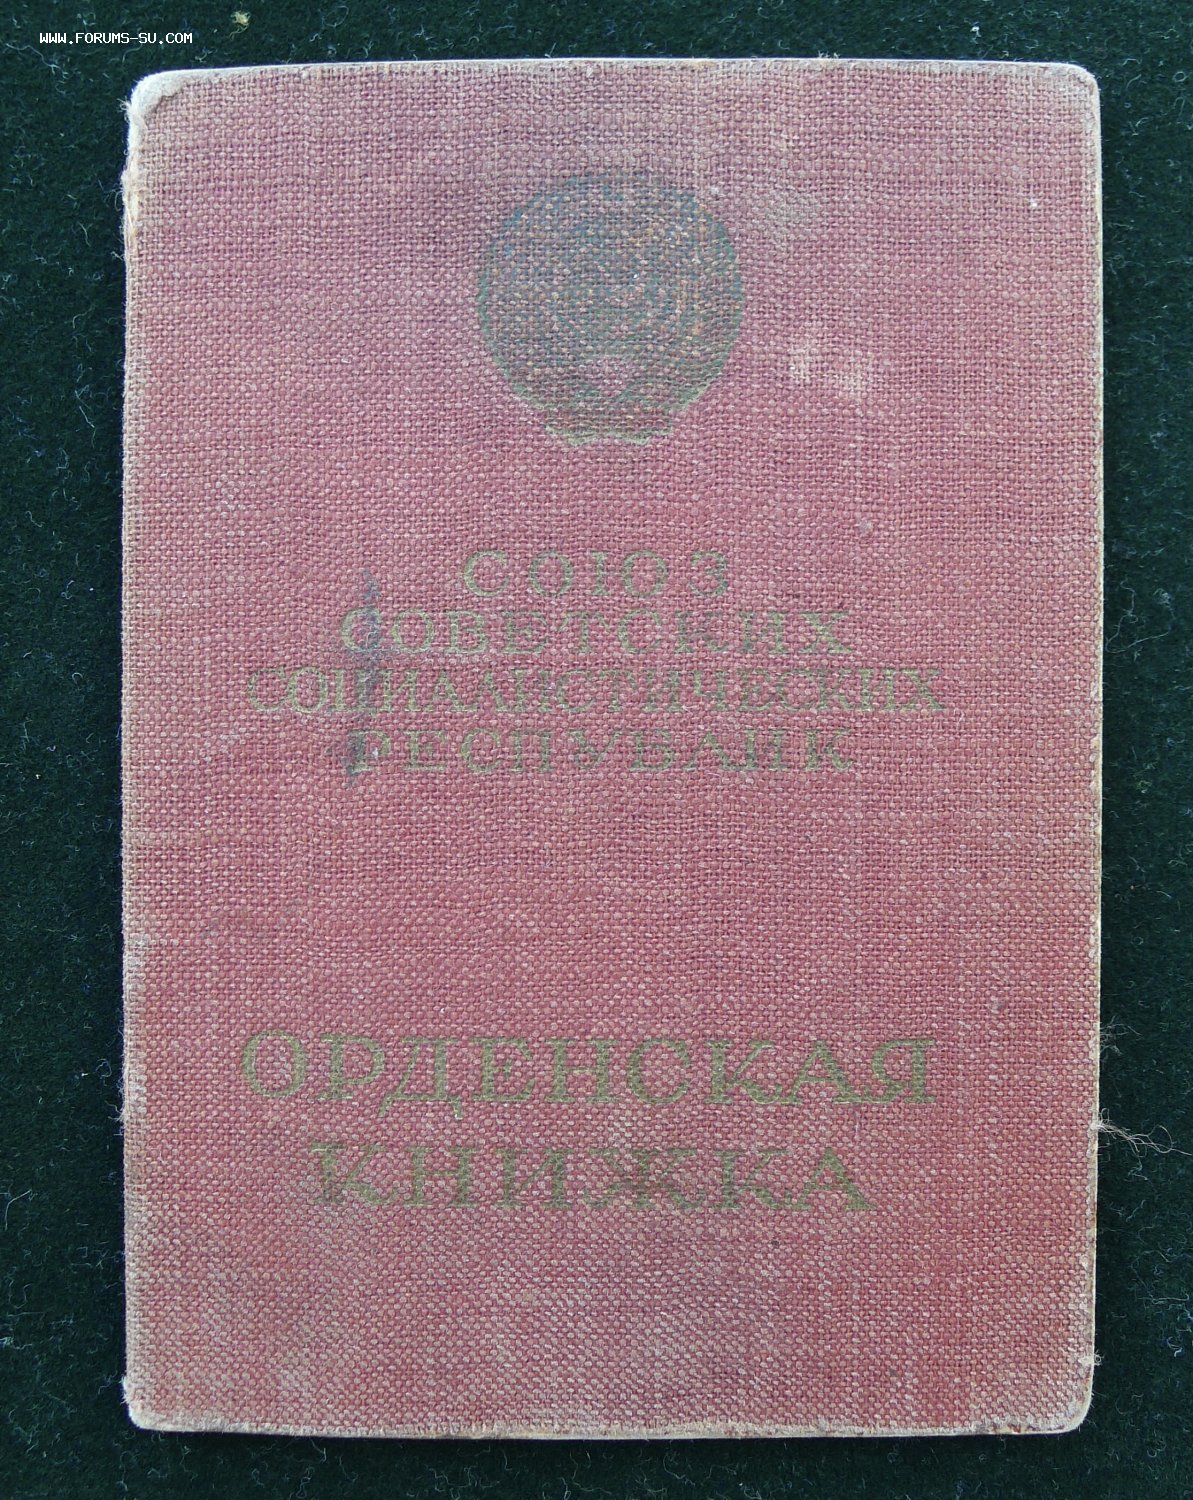 WWW.FORUMS-SU.COM
СОЮЗ
СОВЕТСКИХ
СОЦИАЛИСТИЧЕСКИХ
РЕСПУБЛИК
ОРДЕНСКАЯ
КНИЖКА